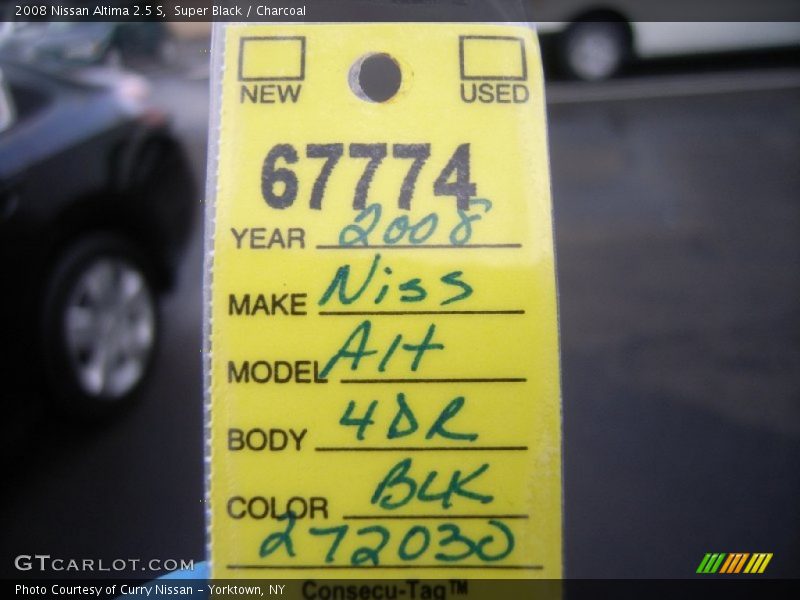 2008 Nissan Altima 2.5 S, Super Black / Charcoal
NEW USED
67774
YEAR 2008
MAKE Niss
MODEL Alt
BODY 4DR
COLOR BLK
272030
GTCARLOT.COM
Photo Courtesy of Curry Nissan - Yorktown, NY
Consecu-Tag™